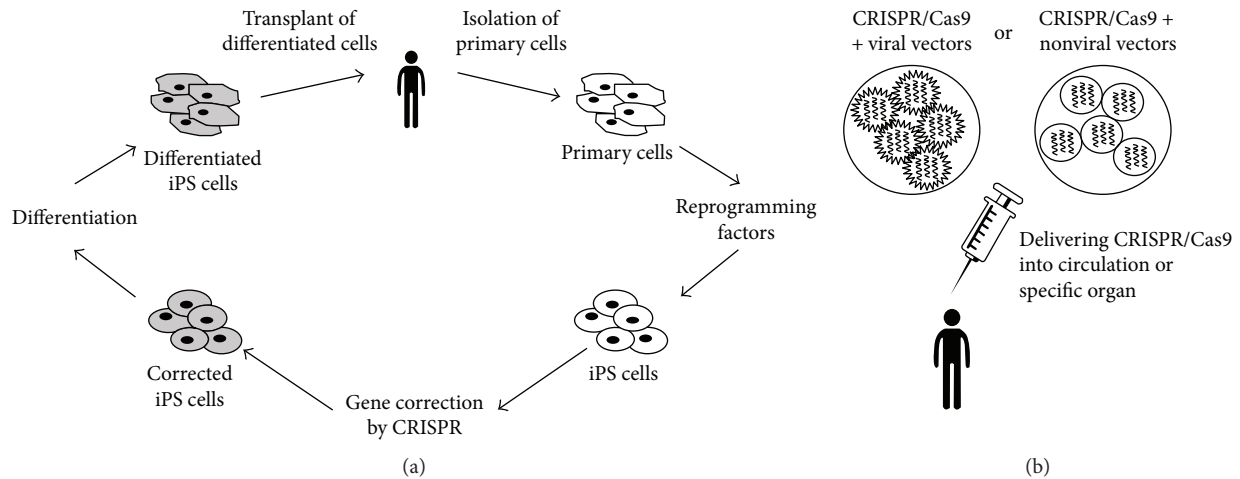 Transplant of
differentiated cells
Isolation of
primary cells
Primary cells
Reprogramming
factors
iPS cells
Gene correction
by CRISPR
Corrected
iPS cells
Differentiation
Differentiated
iPS cells
(a)
CRISPR/Cas9
+ viral vectors
or
CRISPR/Cas9 +
nonviral vectors
Delivering CRISPR/Cas9
into circulation or
specific organ
(b)